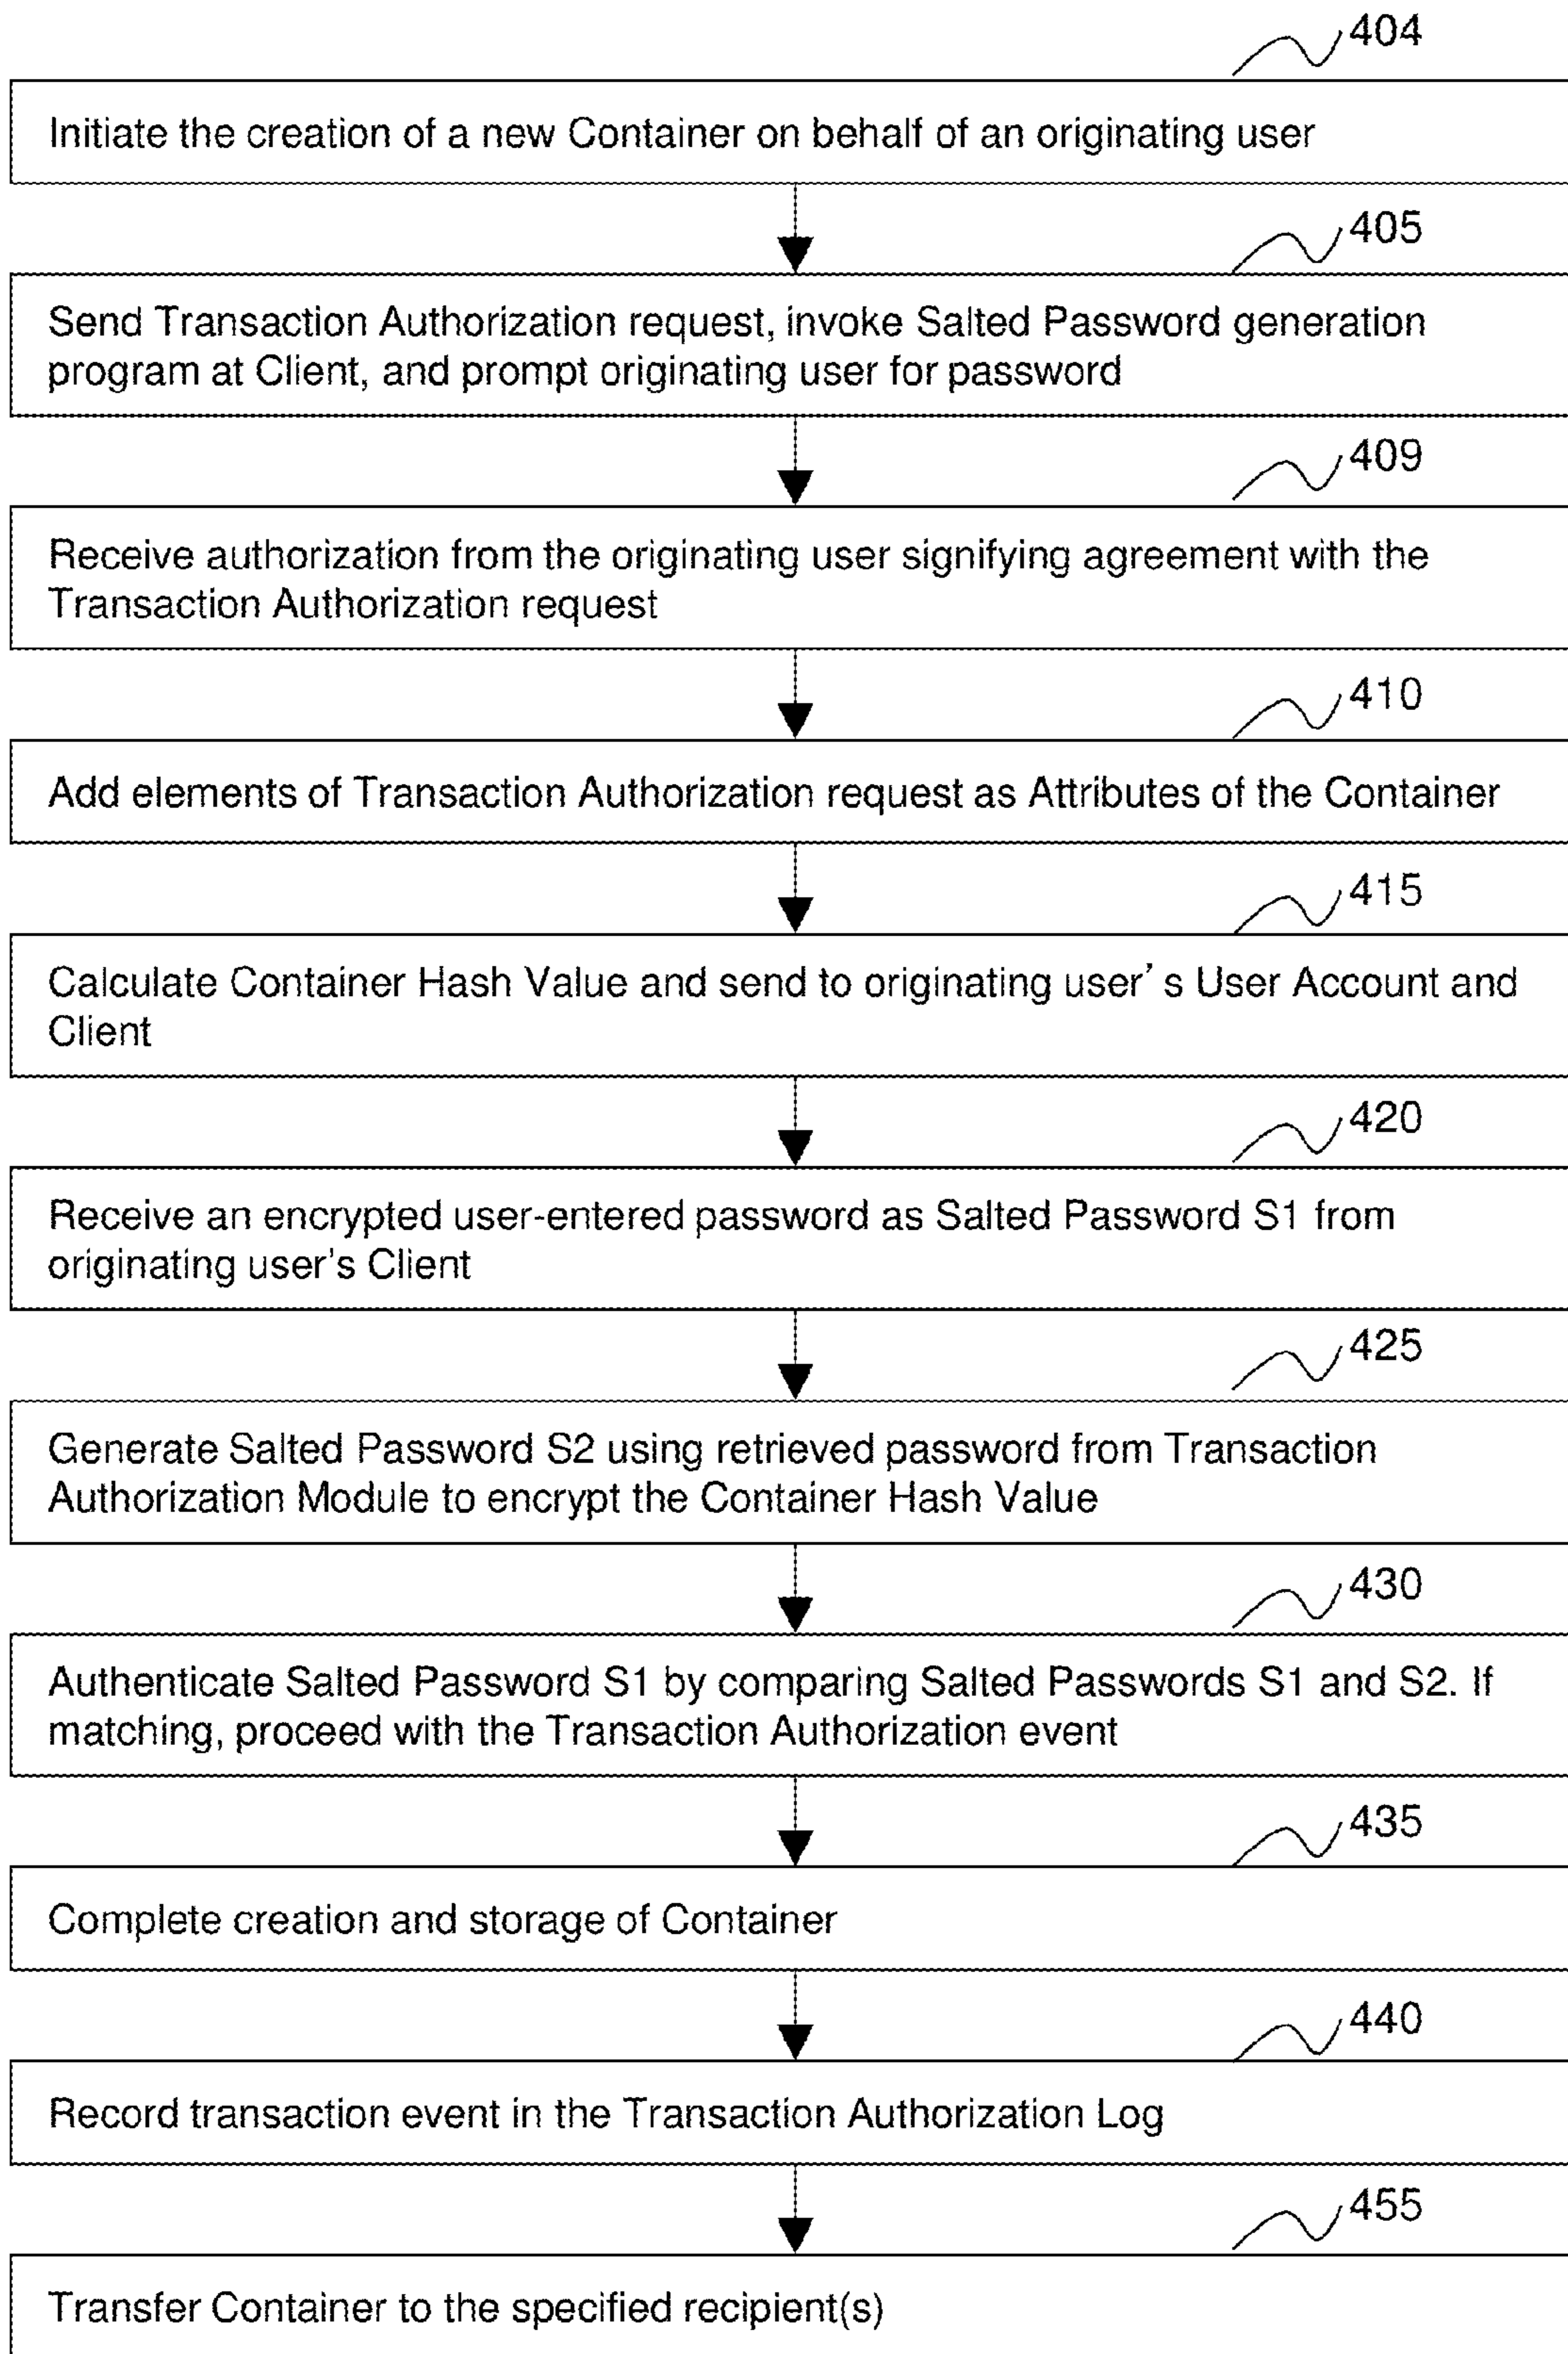 404
Initiate the creation of a new Container on behalf of an originating user
405
Send Transaction Authorization request, invoke Salted Password generation
program at Client, and prompt originating user for password
409
Receive authorization from the originating user signifying agreement with the
Transaction Authorization request
410
Add elements of Transaction Authorization request as Attributes of the Container
415
Calculate Container Hash Value and send to originating user's User Account and
Client
420
Receive an encrypted user-entered password as Salted Password S1 from
originating user's Client
425
Generate Salted Password S2 using retrieved password from Transaction
Authorization Module to encrypt the Container Hash Value
430
Authenticate Salted Password S1 by comparing Salted Passwords S1 and S2. If
matching, proceed with the Transaction Authorization event
435
Complete creation and storage of Container
440
Record transaction event in the Transaction Authorization Log
455
Transfer Container to the specified recipient(s)